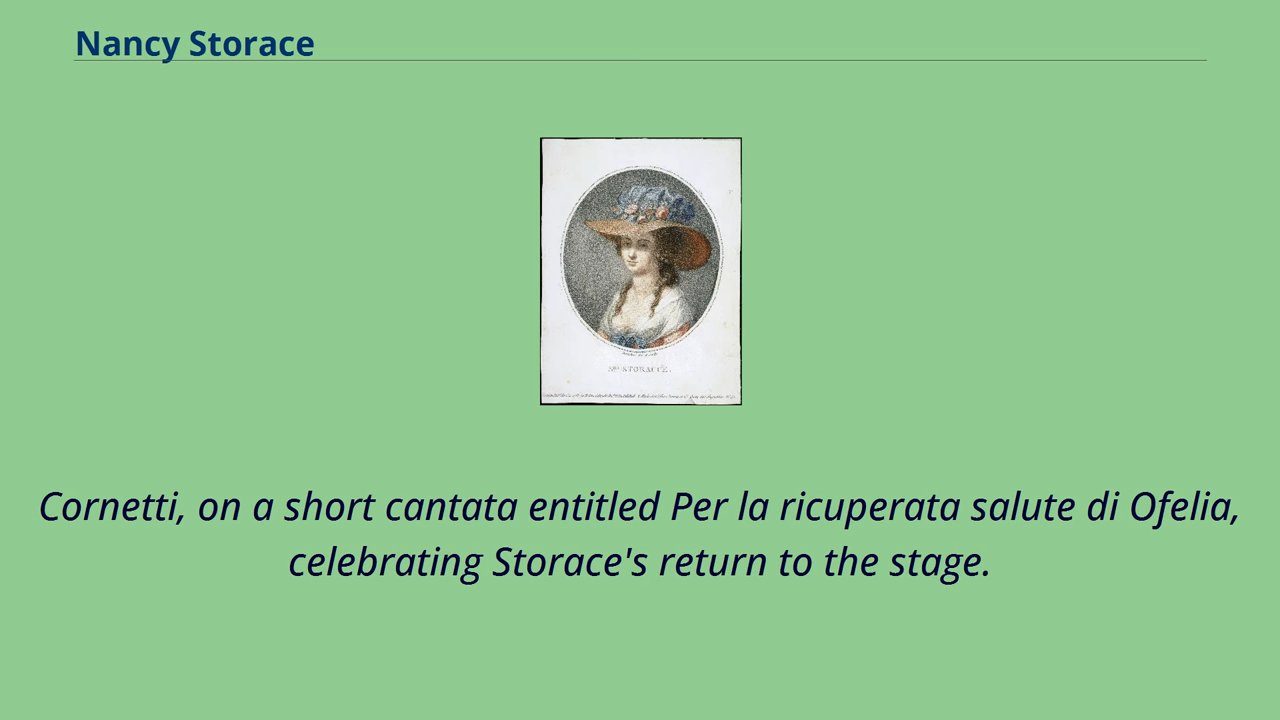 Nancy Storace
STORACCE.
Cornetti, on a short cantata entitled Per la ricuperata salute di Ofelia,
celebrating Storace's return to the stage.